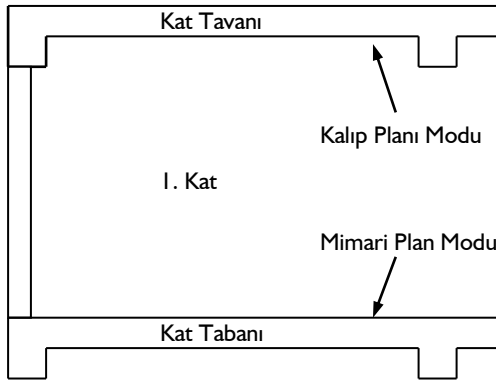 Kat Tavanı
Kalıp Planı Modu
1. Kat
Mimari Plan Modu
Kat Tabanı